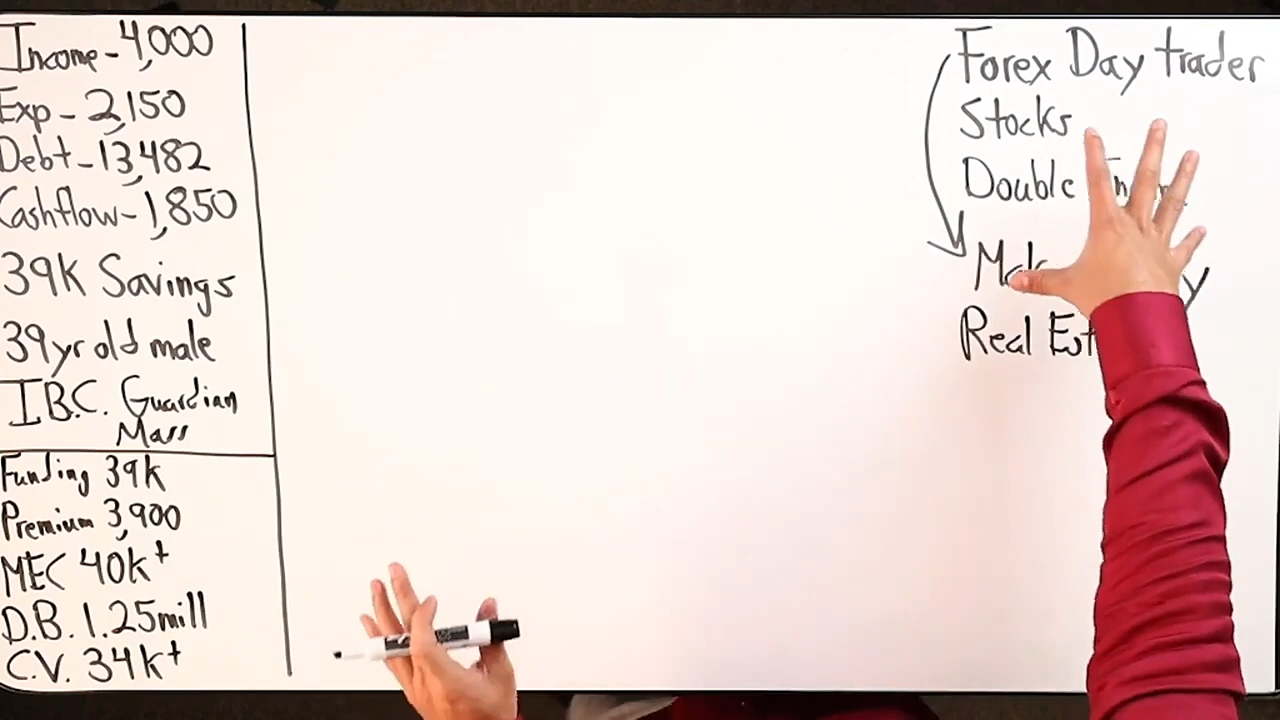 Income - 4,000
Exp - 2,150
Debt - 13,482
Cashflow - 1,850
39K Savings
39yr old male
I.B.C. Guardian
Mass
Funding 39k
Premium 3,900
MEC 40k+
D.B. 1.25mill
C.V. 34k+
Forex Day trader
Stocks
Double
Real